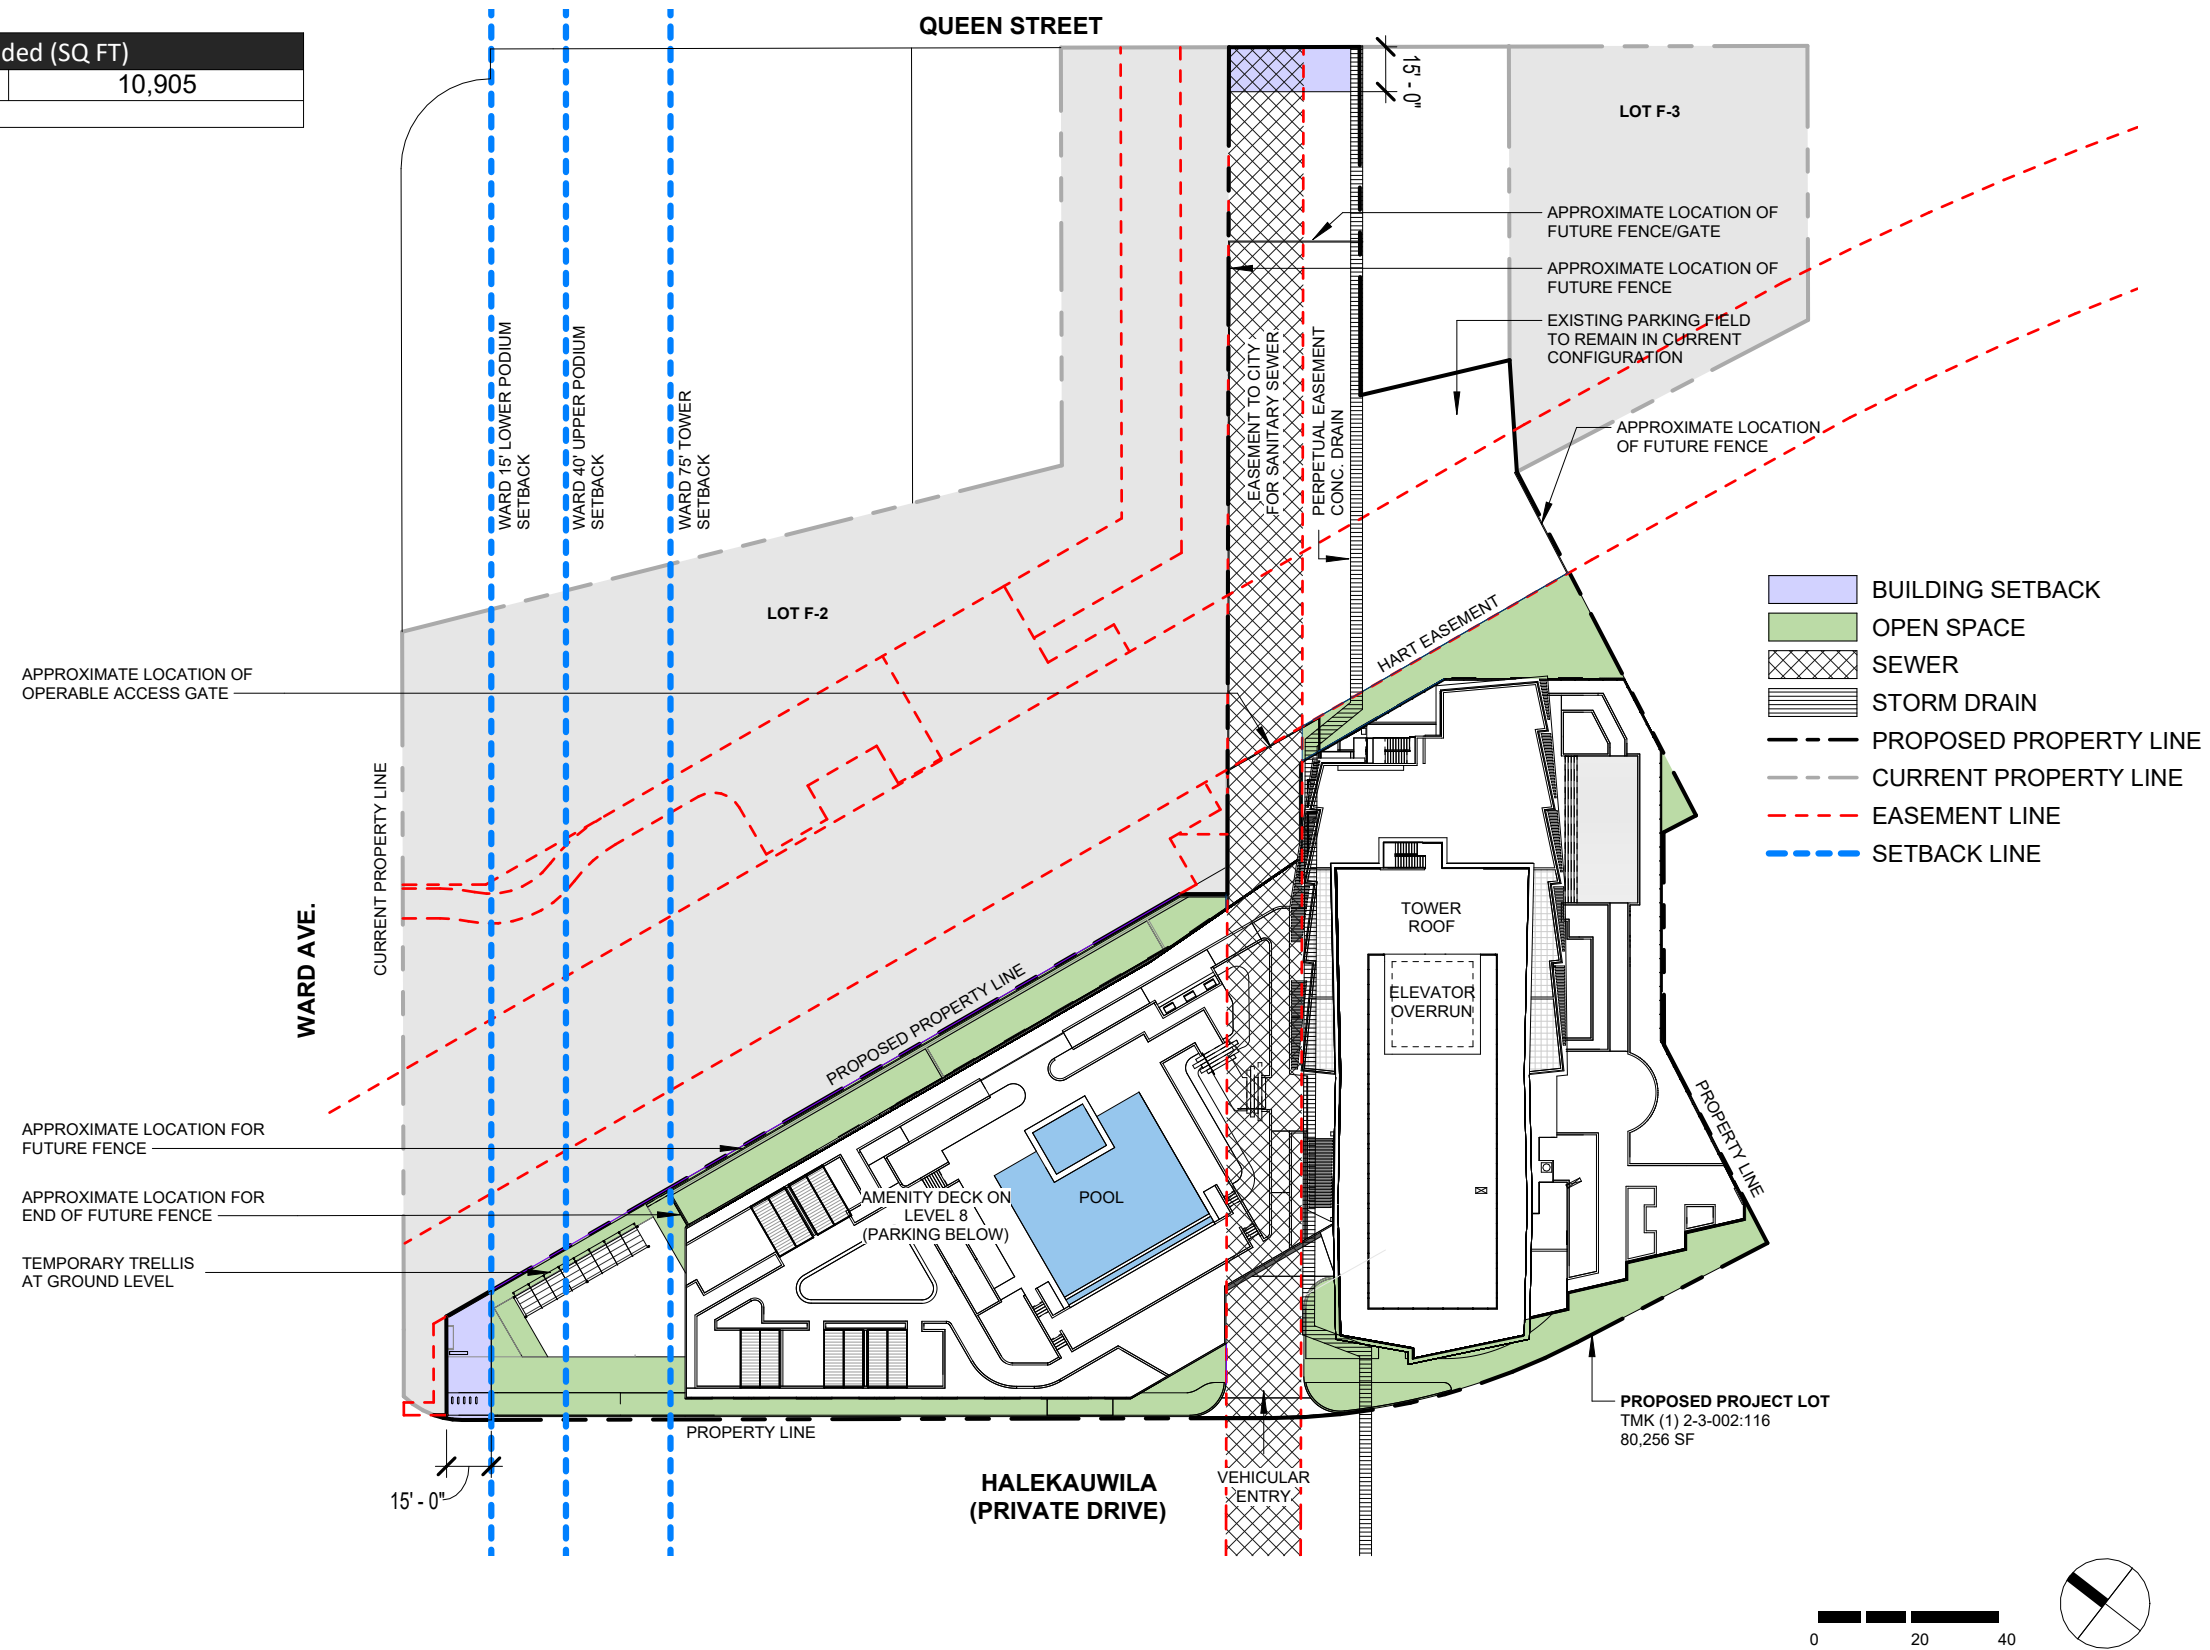 QUEEN STREET
ded (SQ FT)
10,905
15' - 0"
LOT F-3
APPROXIMATE LOCATION OF
FUTURE FENCE/GATE
APPROXIMATE LOCATION OF
FUTURE FENCE
EXISTING PARKING FIELD
TO REMAIN IN CURRENT
CONFIGURATION
WARD 15' LOWER PODIUM
SETBACK
WARD 40' UPPER PODIUM
SETBACK
WARD 75' TOWER
SETBACK
EASEMENT TO CITY
FOR SANITARY SEWER
PERPETUAL EASEMENT
CONC. DRAIN
APPROXIMATE LOCATION
OF FUTURE FENCE
LOT F-2
HART EASEMENT
BUILDING SETBACK
OPEN SPACE
SEWER
STORM DRAIN
PROPOSED PROPERTY LINE
CURRENT PROPERTY LINE
EASEMENT LINE
SETBACK LINE
APPROXIMATE LOCATION OF
OPERABLE ACCESS GATE
CURRENT PROPERTY LINE
WARD AVE.
TOWER
ROOF
ELEVATOR
OVERRUN
PROPOSED PROPERTY LINE
PROPERTY LINE
APPROXIMATE LOCATION FOR
FUTURE FENCE
APPROXIMATE LOCATION FOR
END OF FUTURE FENCE
TEMPORARY TRELLIS
AT GROUND LEVEL
AMENITY DECK ON
LEVEL 8
(PARKING BELOW)
POOL
PROPOSED PROJECT LOT
TMK (1) 2-3-002:116
80,256 SF
PROPERTY LINE
15' - 0"
HALEKAUWILA
(PRIVATE DRIVE)
VEHICULAR
ENTRY
0 20 40